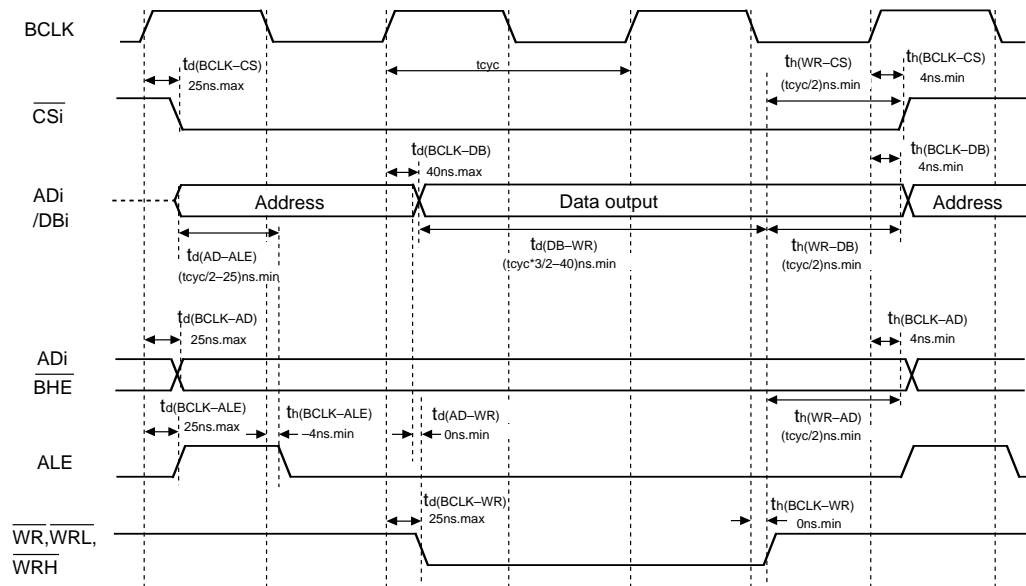 BCLK
td(BCLK–CS)
25ns.max
tcyc
th(WR–CS)
(tcyc/2)ns.min
th(BCLK–CS)
4ns.min
CSi
td(BCLK–DB)
40ns.max
th(BCLK–DB)
4ns.min
ADi
/DBi
Address
Data output
Address
td(AD–ALE)
(tcyc/2–25)ns.min
td(DB–WR)
(tcyc*3/2–40)ns.min
th(WR–DB)
(tcyc/2)ns.min
td(BCLK–AD)
25ns.max
th(BCLK–AD)
4ns.min
ADi
BHE
td(BCLK–ALE)
25ns.max
th(BCLK–ALE)
–4ns.min
td(AD–WR)
0ns.min
th(WR–AD)
(tcyc/2)ns.min
ALE
td(BCLK–WR)
25ns.max
th(BCLK–WR)
0ns.min
WR,WRL,
WRH